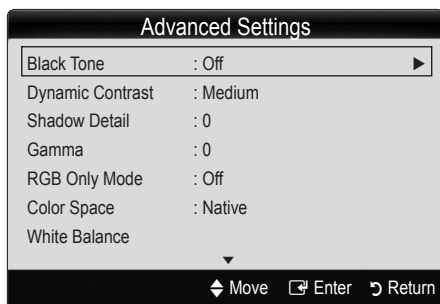 Advanced Settings
Black Tone : Off ▶
Dynamic Contrast : Medium
Shadow Detail : 0
Gamma : 0
RGB Only Mode : Off
Color Space : Native
White Balance
Move Enter Return